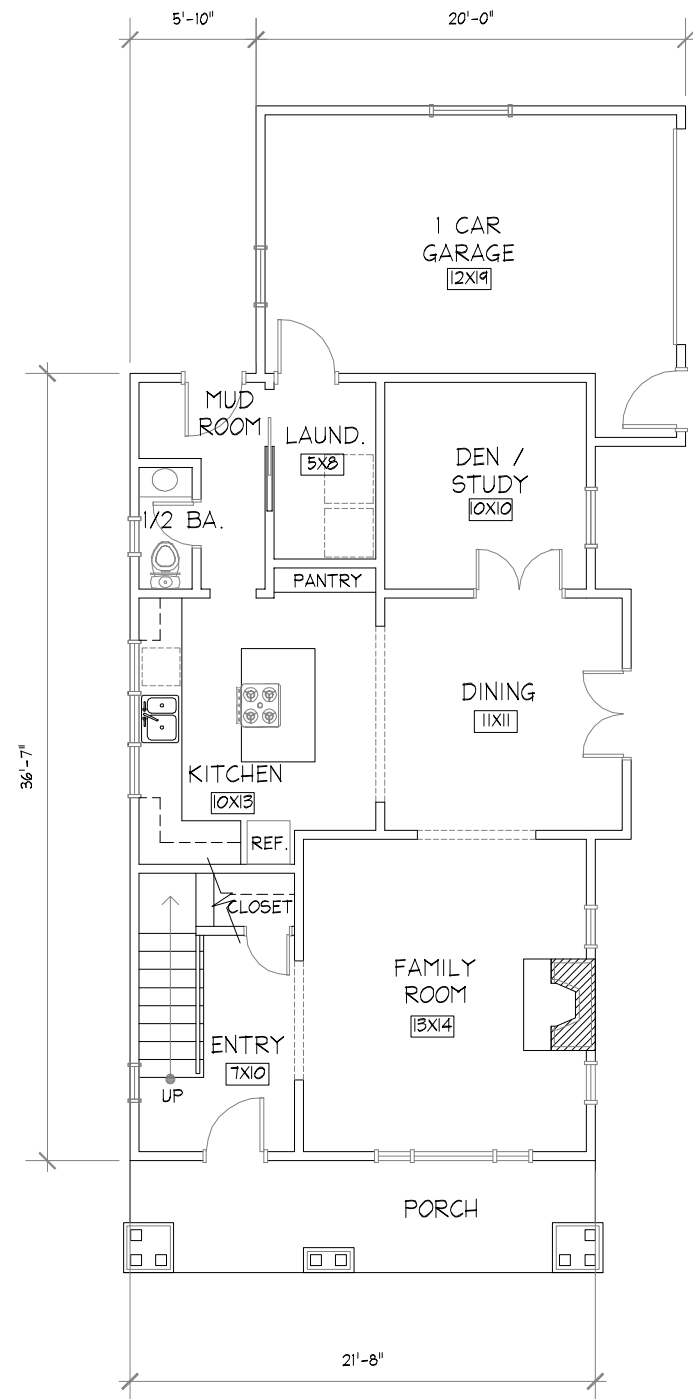 5'-10"
20'-0"
1 CAR
GARAGE
12X19
MUD
ROOM
LAUND.
5X8
DEN /
STUDY
10X10
1/2 BA.
PANTRY
DINING
11X11
36'-7"
KITCHEN
10X13
REF.
CLOSET
FAMILY
ROOM
13X14
ENTRY
7X10
UP
PORCH
21'-8"